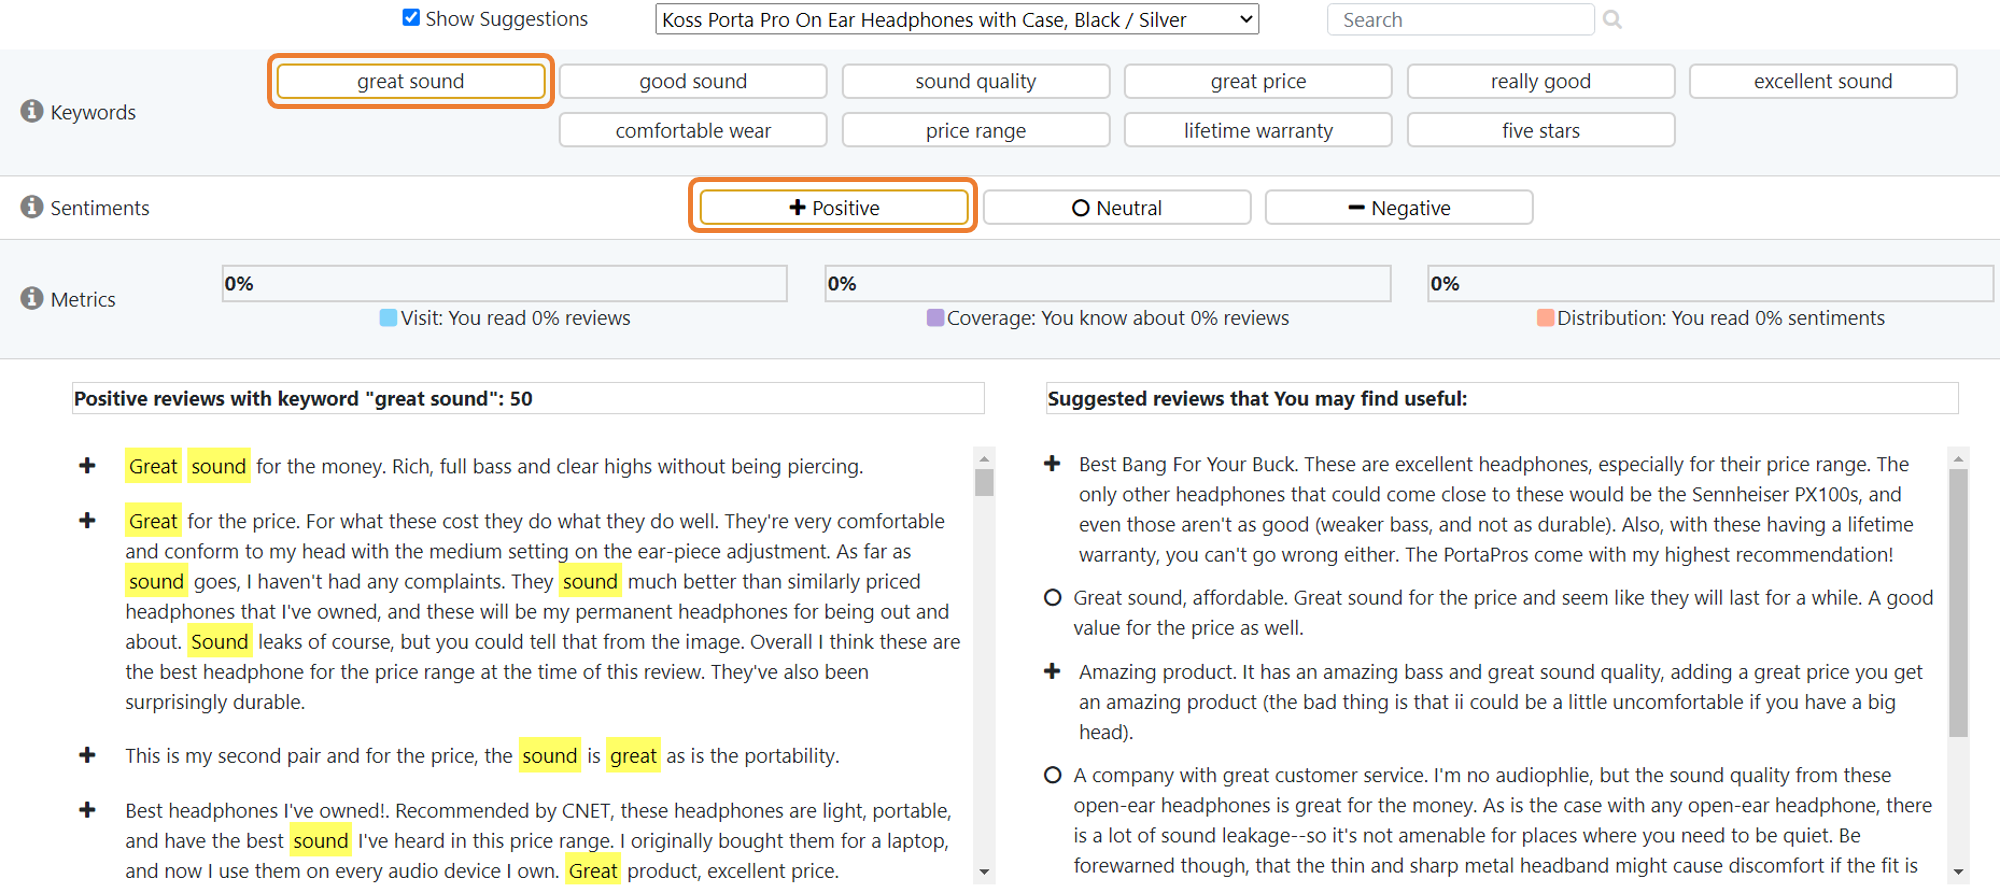 Show Suggestions
Koss Porta Pro On Ear Headphones with Case, Black / Silver
Search
Keywords
great sound
good sound
sound quality
great price
really good
excellent sound
comfortable wear
price range
lifetime warranty
five stars
Sentiments
Positive
Neutral
Negative
Metrics
0%
0%
0%
Visit: You read 0% reviews
Coverage: You know about 0% reviews
Distribution: You read 0% sentiments
Positive reviews with keyword "great sound": 50
Great sound for the money. Rich, full bass and clear highs without being piercing.
Great for the price. For what these cost they do what they do well. They're very comfortable
and conform to my head with the medium setting on the ear-piece adjustment. As far as
sound goes, I haven't had any complaints. They sound much better than similarly priced
headphones that I've owned, and these will be my permanent headphones for being out and
about. Sound leaks of course, but you could tell that from the image. Overall I think these are
the best headphone for the price range at the time of this review. They've also been
surprisingly durable.
This is my second pair and for the price, the sound is great as is the portability.
Best headphones I've owned!. Recommended by CNET, these headphones are light, portable,
and have the best sound I've heard in this price range. I originally bought them for a laptop,
and now I use them on every audio device I own. Great product, excellent price.
Suggested reviews that You may find useful:
Best Bang For Your Buck. These are excellent headphones, especially for their price range. The
only other headphones that could come close to these would be the Sennheiser PX100s, and
even those aren't as good (weaker bass, and not as durable). Also, with these having a lifetime
warranty, you can't go wrong either. The PortaPros come with my highest recommendation!
Great sound, affordable. Great sound for the price and seem like they will last for a while. A good
value for the price as well.
Amazing product. It has an amazing bass and great sound quality, adding a great price you get
an amazing product (the bad thing is that ii could be a little uncomfortable if you have a big
head).
A company with great customer service. I'm no audiophlie, but the sound quality from these
open-ear headphones is great for the money. As is the case with any open-ear headphone, there
is a lot of sound leakage--so it's not amenable for places where you need to be quiet. Be
forewarned though, that the thin and sharp metal headband might cause discomfort if the fit is